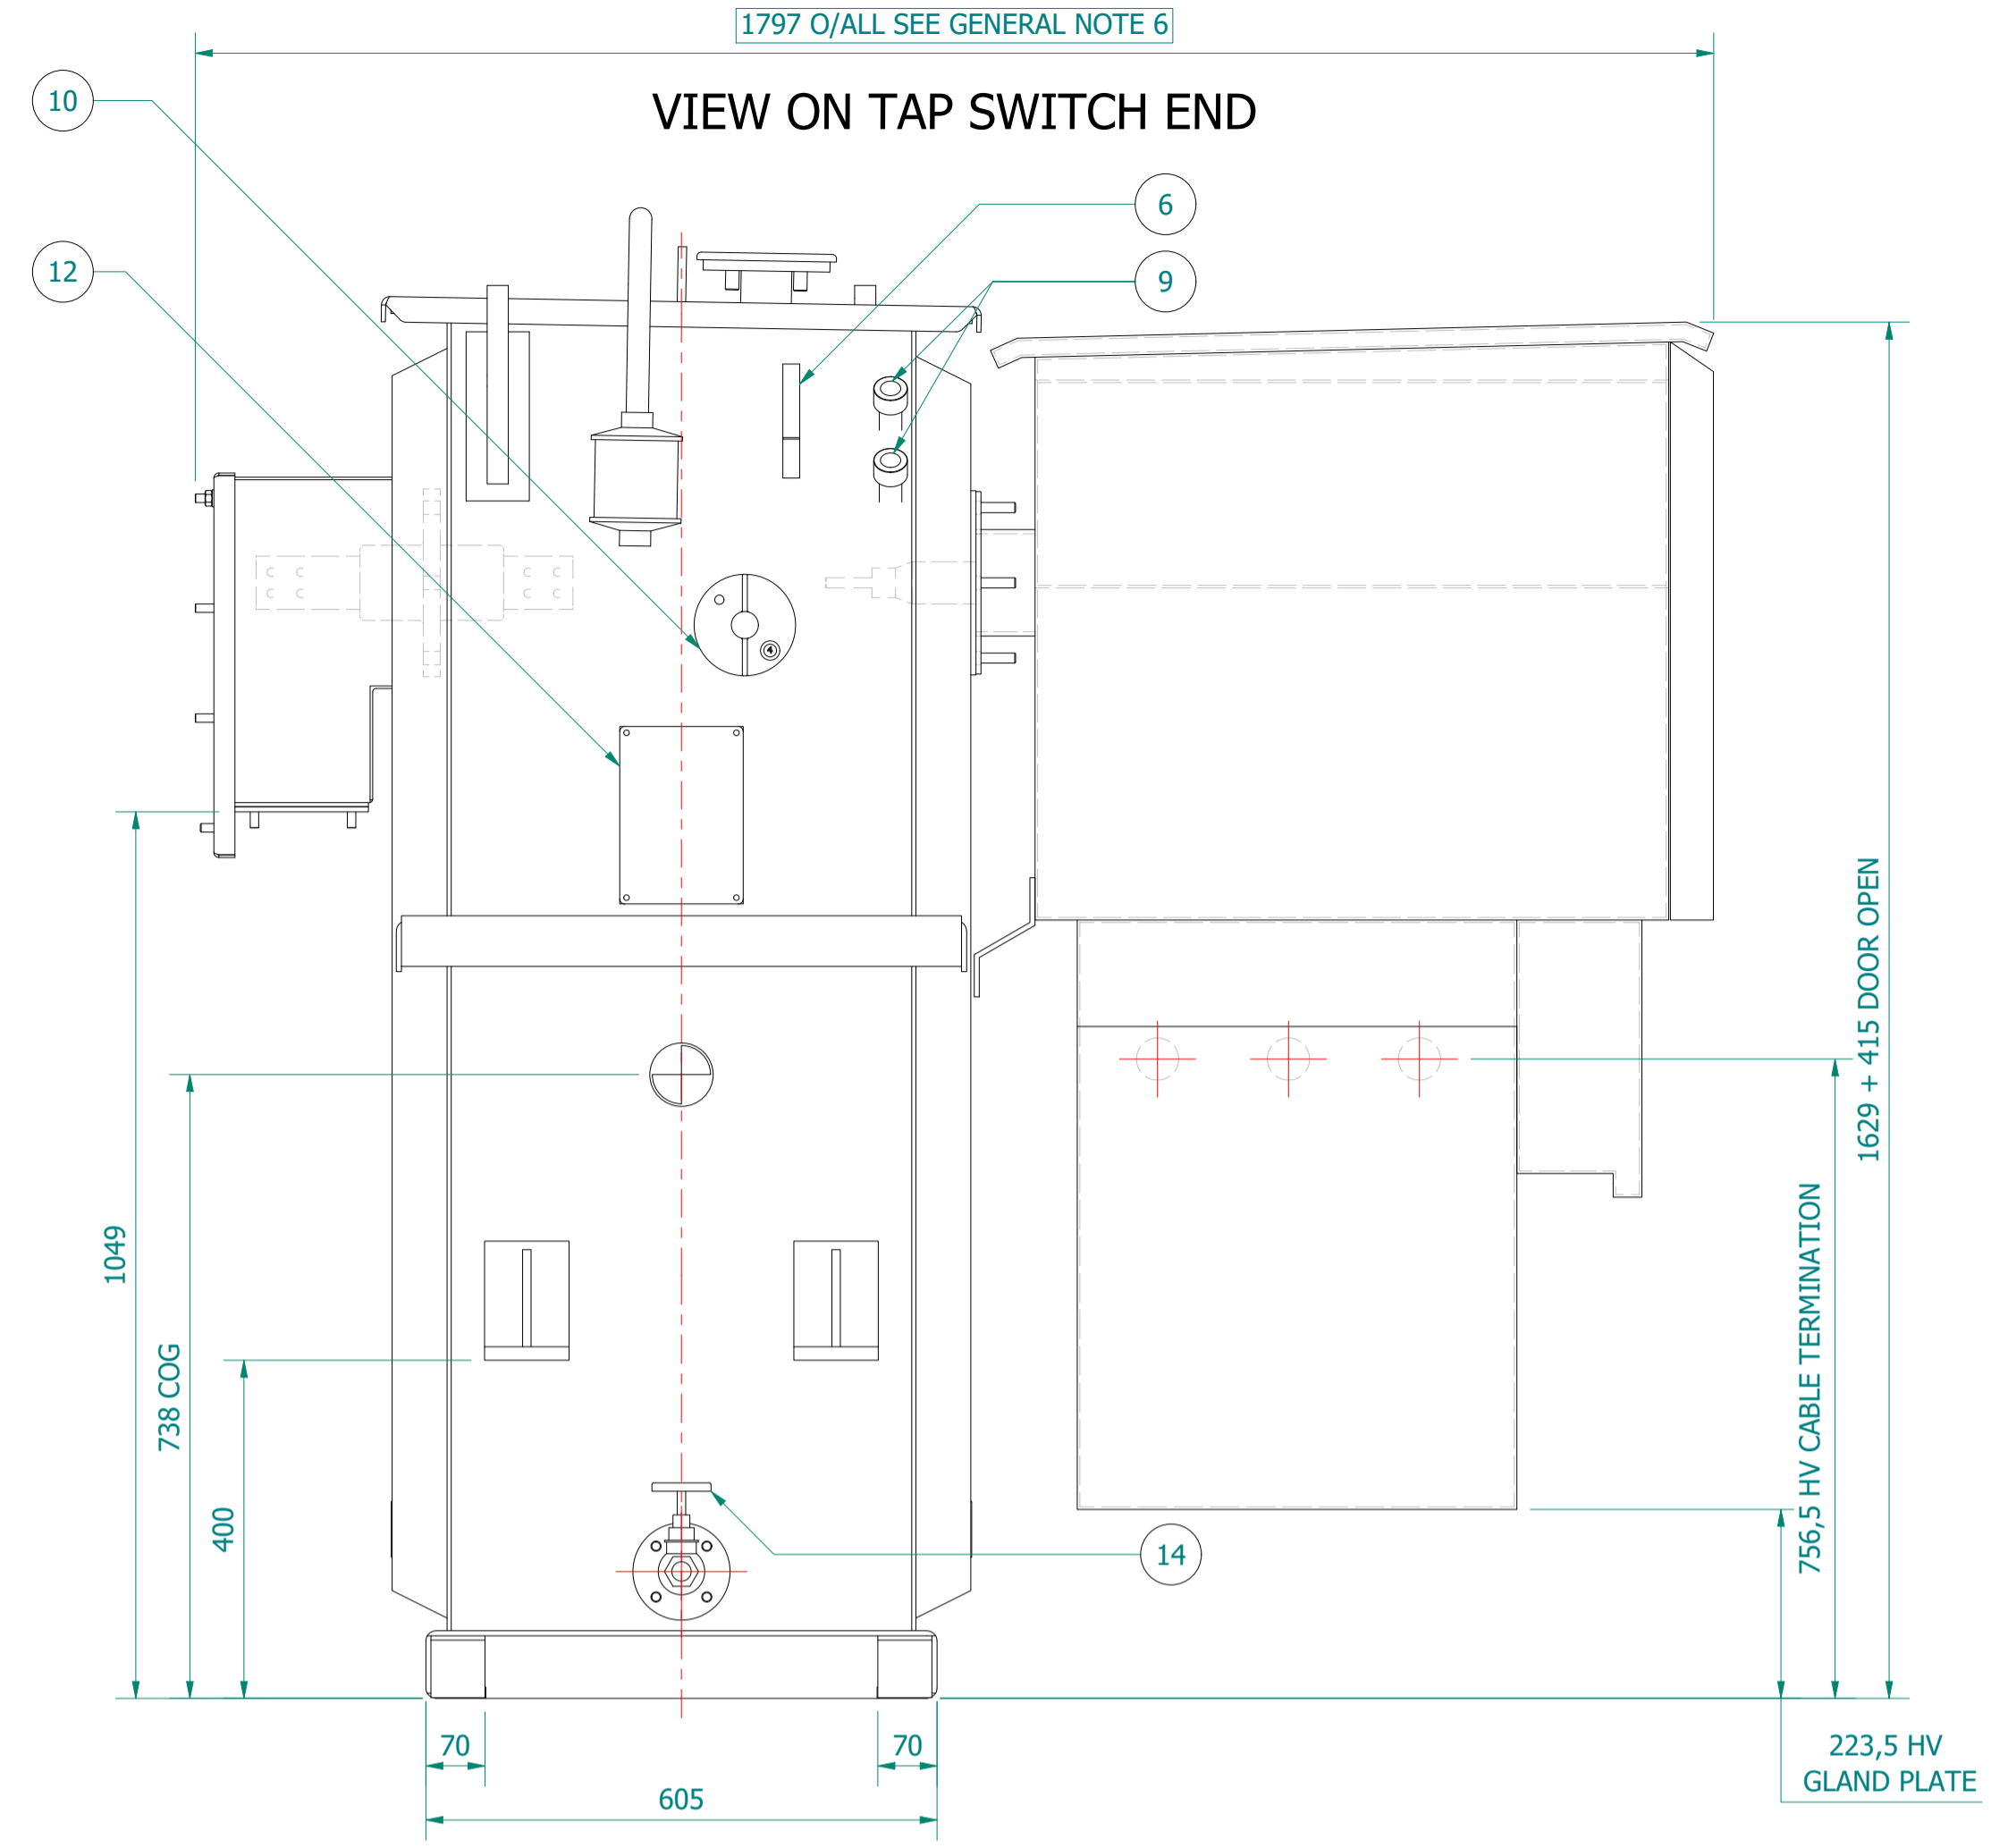 1797 O/ALL SEE GENERAL NOTE 6
VIEW ON TAP SWITCH END
10
6
12
9
4
1629 + 415 DOOR OPEN
1049
738 COG
756,5 HV CABLE TERMINATION
400
14
70
70
605
223,5 HV
GLAND PLATE